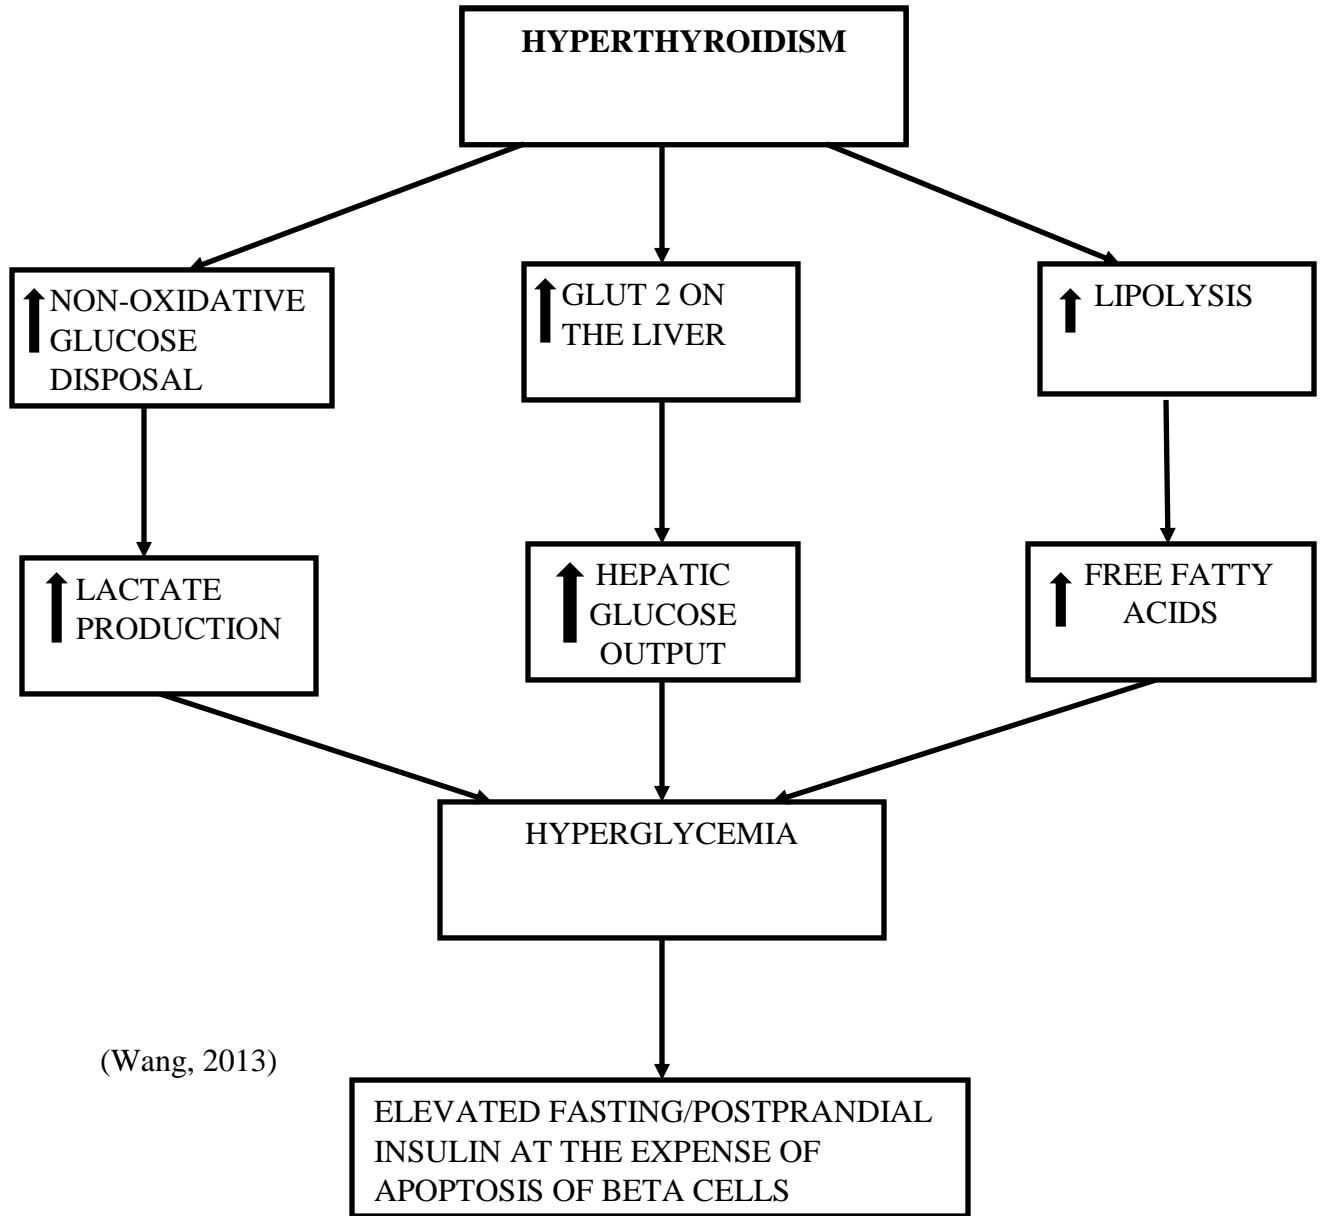 HYPERTHYROIDISM
NON-OXIDATIVE
GLUCOSE
DISPOSAL
GLUT 2 ON
THE LIVER
LIPOLYSIS
LACTATE
PRODUCTION
HEPATIC
GLUCOSE
OUTPUT
FREE FATTY
ACIDS
HYPERGLYCEMIA
(Wang, 2013)
ELEVATED FASTING/POSTPRANDIAL
INSULIN AT THE EXPENSE OF
APOPTOSIS OF BETA CELLS